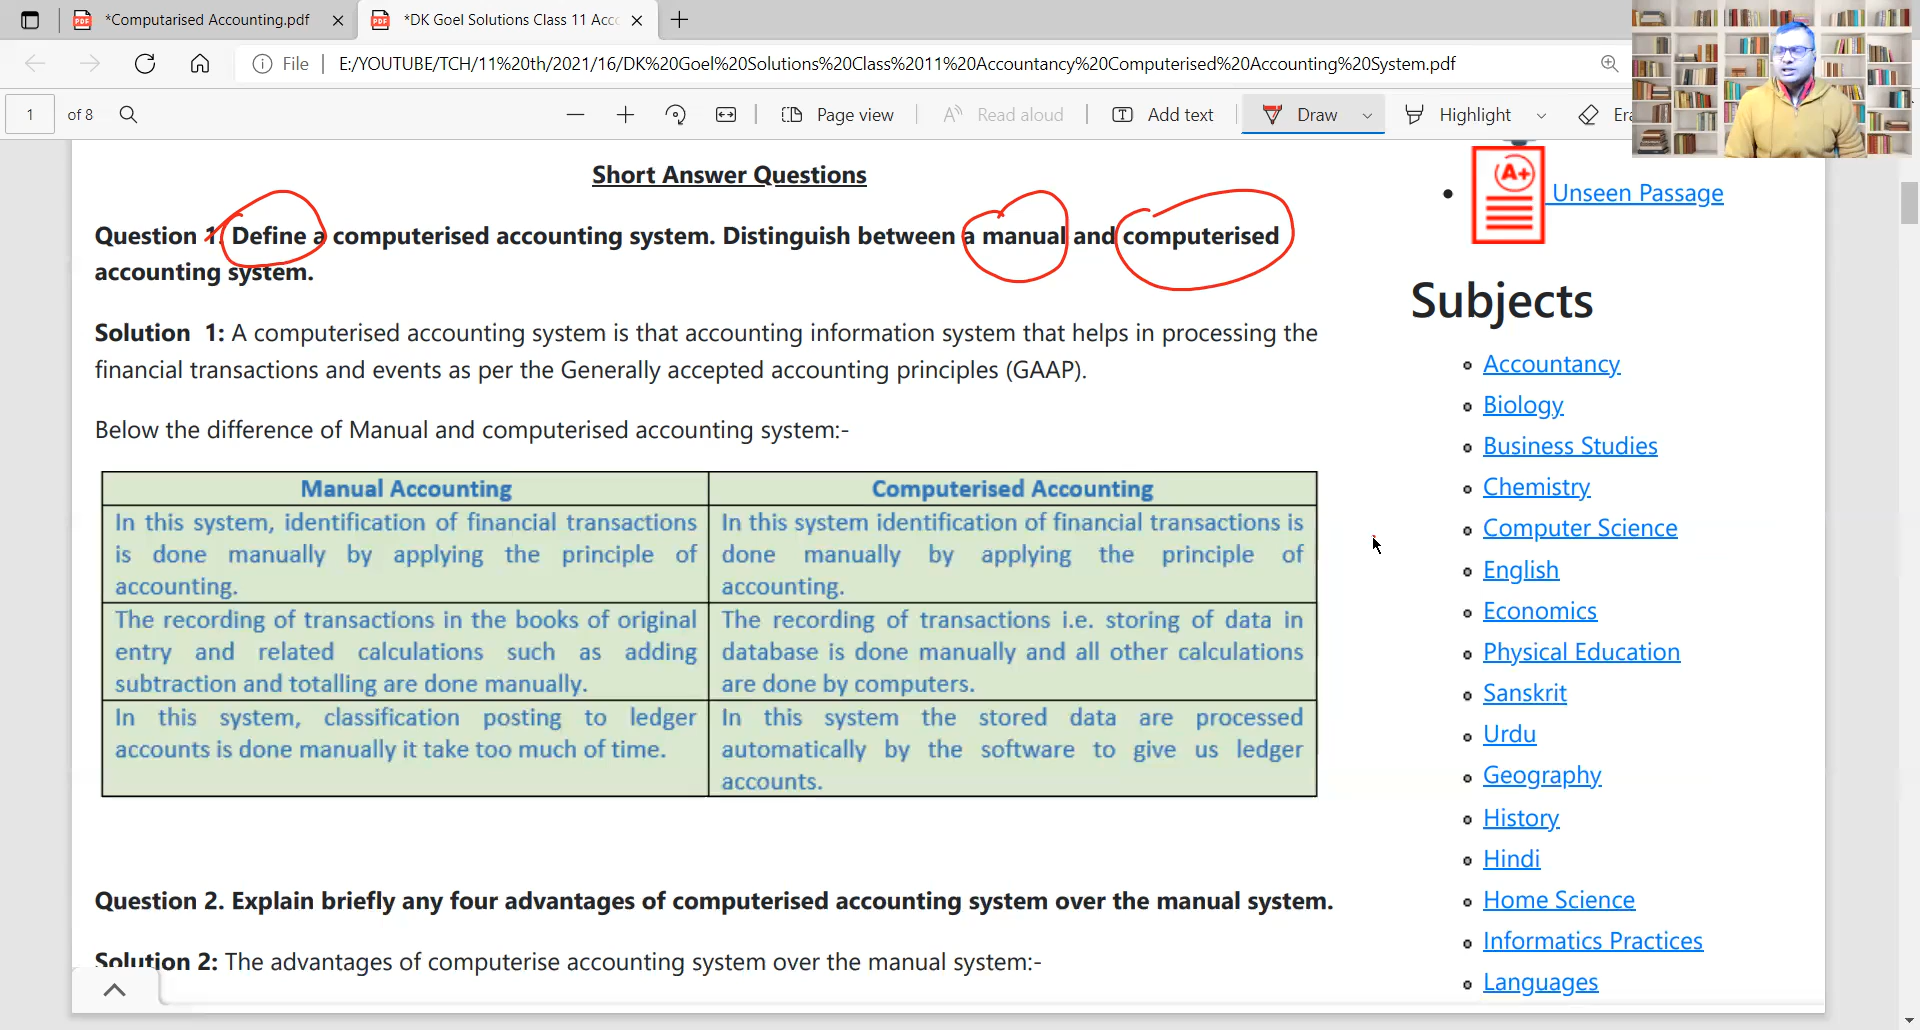 *Computarised Accounting.pdf
*DK Goel Solutions Class 11 Acc
File
E:/YOUTUBE/TCH/11%20th/2021/16/DK%20Goel%20Solutions%20Class%2011%20Accountancy%20Computerised%20Accounting%20System.pdf
1 of 8
Page view
Read aloud
Add text
Draw
Highlight
Short Answer Questions
Question 1. Define a computerised accounting system. Distinguish between a manual and computerised
accounting system.
Solution 1: A computerised accounting system is that accounting information system that helps in processing the
financial transactions and events as per the Generally accepted accounting principles (GAAP).
Below the difference of Manual and computerised accounting system:-
Manual Accounting
Computerised Accounting
In this system, identification of financial transactions
is done manually by applying the principle of
accounting.
In this system identification of financial transactions is
done manually by applying the principle of
accounting.
The recording of transactions in the books of original
entry and related calculations such as adding
subtraction and totalling are done manually.
The recording of transactions i.e. storing of data in
database is done manually and all other calculations
are done by computers.
In this system, classification posting to ledger
accounts is done manually it take too much of time.
In this system the stored data are processed
automatically by the software to give us ledger
accounts.
Question 2. Explain briefly any four advantages of computerised accounting system over the manual system.
Solution 2: The advantages of computerise accounting system over the manual system:-
A+
Unseen Passage
Subjects
Accountancy
Biology
Business Studies
Chemistry
Computer Science
English
Economics
Physical Education
Sanskrit
Urdu
Geography
History
Hindi
Home Science
Informatics Practices
Languages